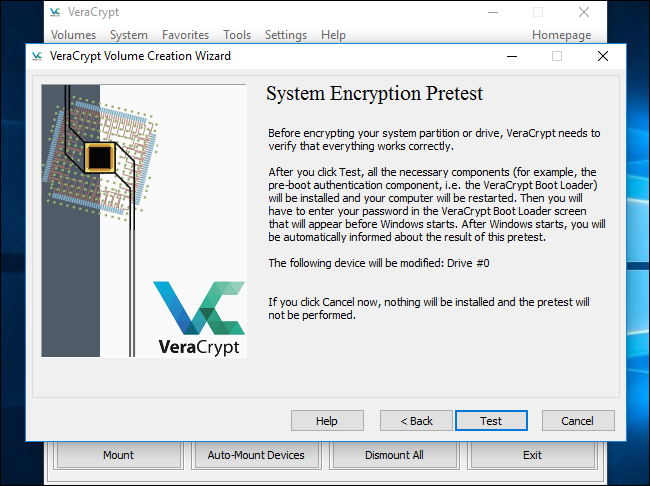 VeraCrypt
Volumes System Favorites Tools Settings Help Homepage
VeraCrypt Volume Creation Wizard
System Encryption Pretest
Before encrypting your system partition or drive, VeraCrypt needs to
verify that everything works correctly.
After you click Test, all the necessary components (for example, the
pre-boot authentication component, i.e. the VeraCrypt Boot Loader)
will be installed and your computer will be restarted. Then you will
have to enter your password in the VeraCrypt Boot Loader screen
that will appear before Windows starts. After Windows starts, you will
be automatically informed about the result of this pretest.
The following device will be modified: Drive #0
If you click Cancel now, nothing will be installed and the pretest will
not be performed.
VeraCrypt
Help < Back Test Cancel
Mount Auto-Mount Devices Dismount All Exit